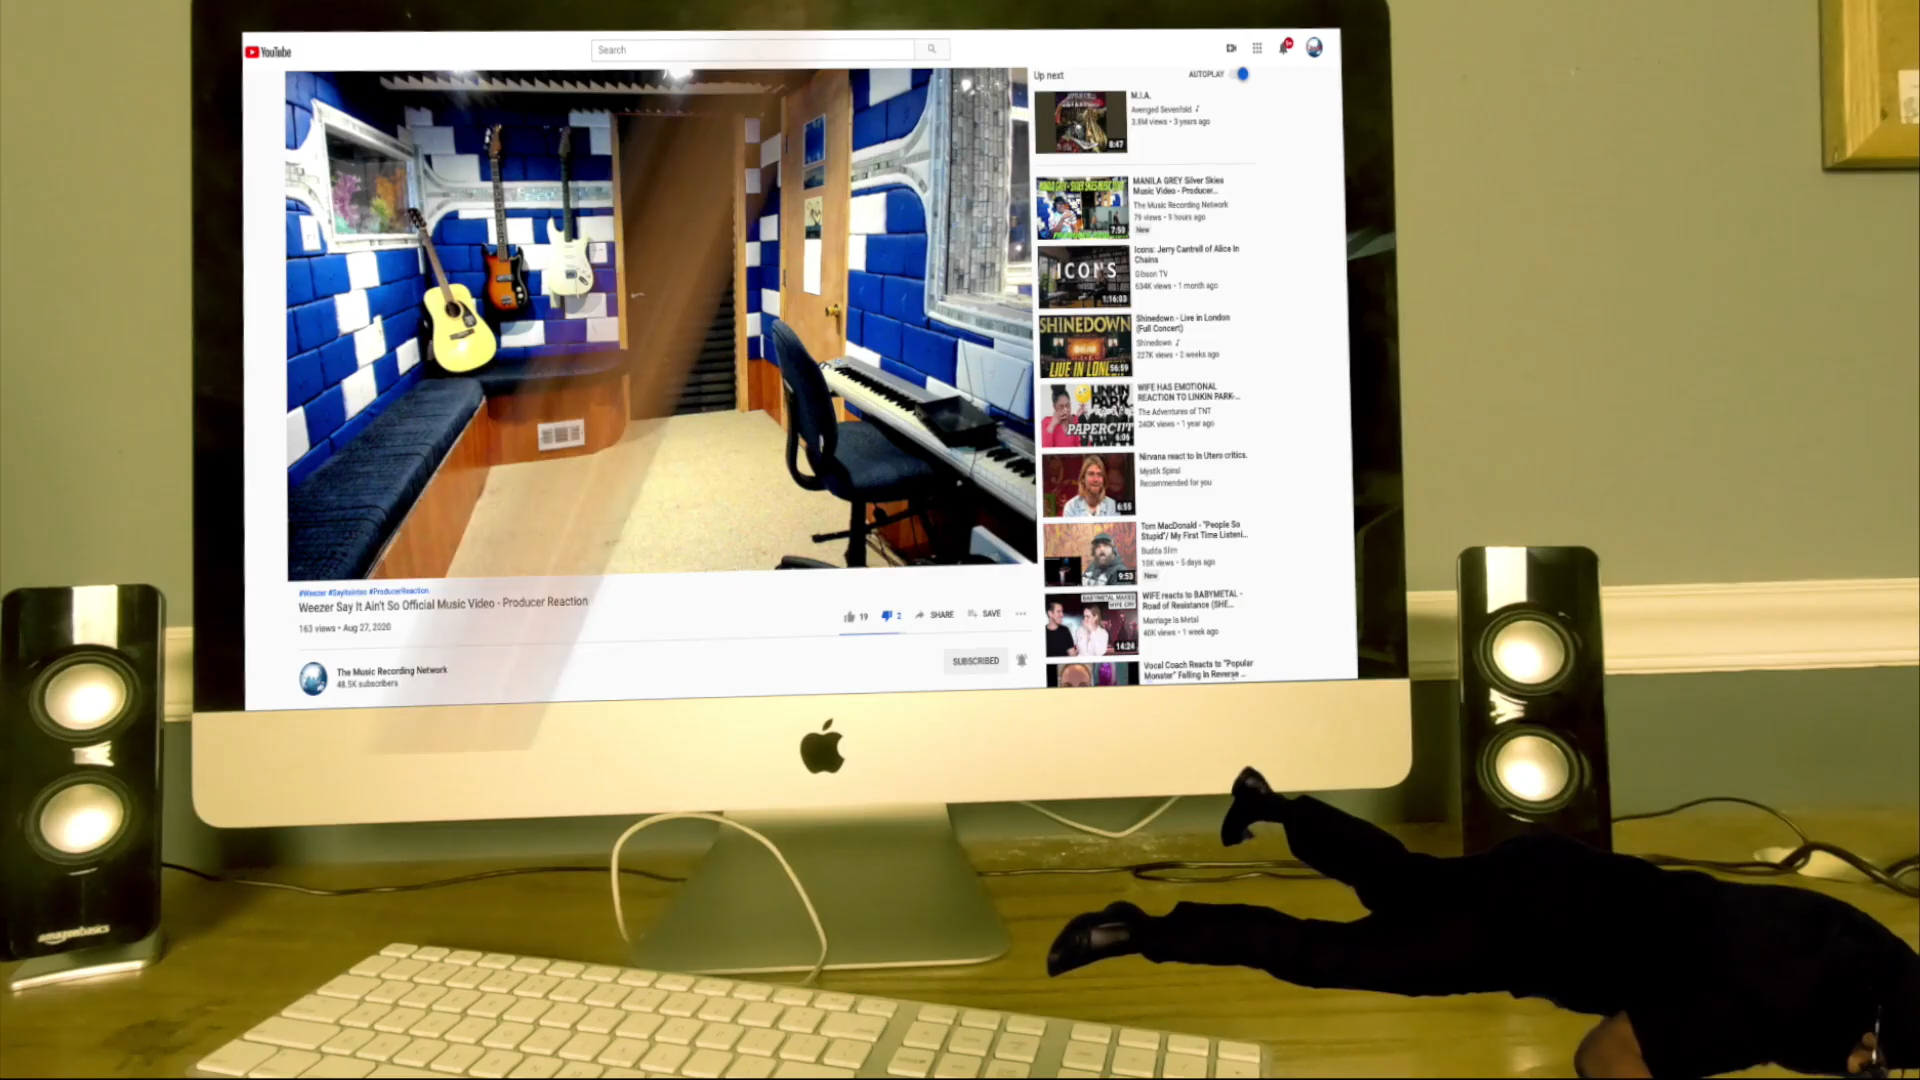 YouTube
Search
9+
Up next
AUTOPLAY
M.I.A.
Avenged Sevenfold
3.8M views • 3 years ago
8:47
MANILA GREY Silver Skies
Music Video - Producer...
The Music Recording Network
79 views • 9 hours ago
New
7:50
Icons: Jerry Cantrell of Alice In
Chains
Gibson TV
634K views • 1 month ago
ICONS
1:16:03
Shinedown - Live in London
(Full Concert)
Shinedown
227K views • 2 weeks ago
SHINEDOWN
LIVE IN LON
56:59
WIFE HAS EMOTIONAL
REACTION TO LINKIN PARK-...
The Adventures of TNT
240K views • 1 year ago
LINKIN
PARK
PAPERCUT
6:06
Nirvana react to In Utero critics.
Mystik Spiral
Recommended for you
6:55
Tom MacDonald - "People So
Stupid"/ My First Time Listeni...
Budda Slim
10K views • 5 days ago
New
9:53
WIFE reacts to BABYMETAL -
Road of Resistance (SHE...
Marriage Is Metal
40K views • 1 week ago
BABYMETAL MAKES
WIFE CRY
14:24
Vocal Coach Reacts to "Popular
Monster" Falling In Reverse ...
#Weezer #SayItAintso #ProducerReaction
Weezer Say It Ain't So Official Music Video - Producer Reaction
163 views • Aug 27, 2020
19
2
SHARE
SAVE
The Music Recording Network
48.5K subscribers
SUBSCRIBED
amazonbasics